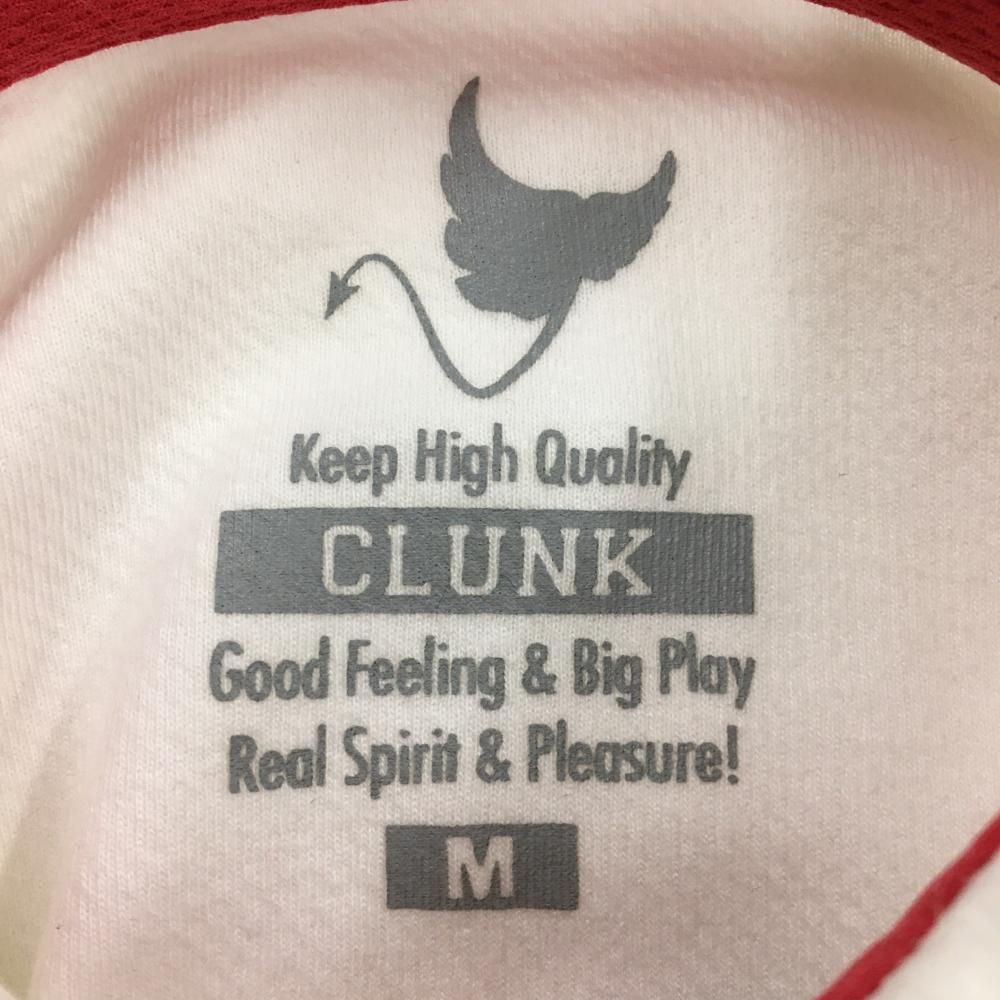 Keep High Quality
CLUNK
Good Feeling & Big Play
Real Spirit & Pleasure!
M